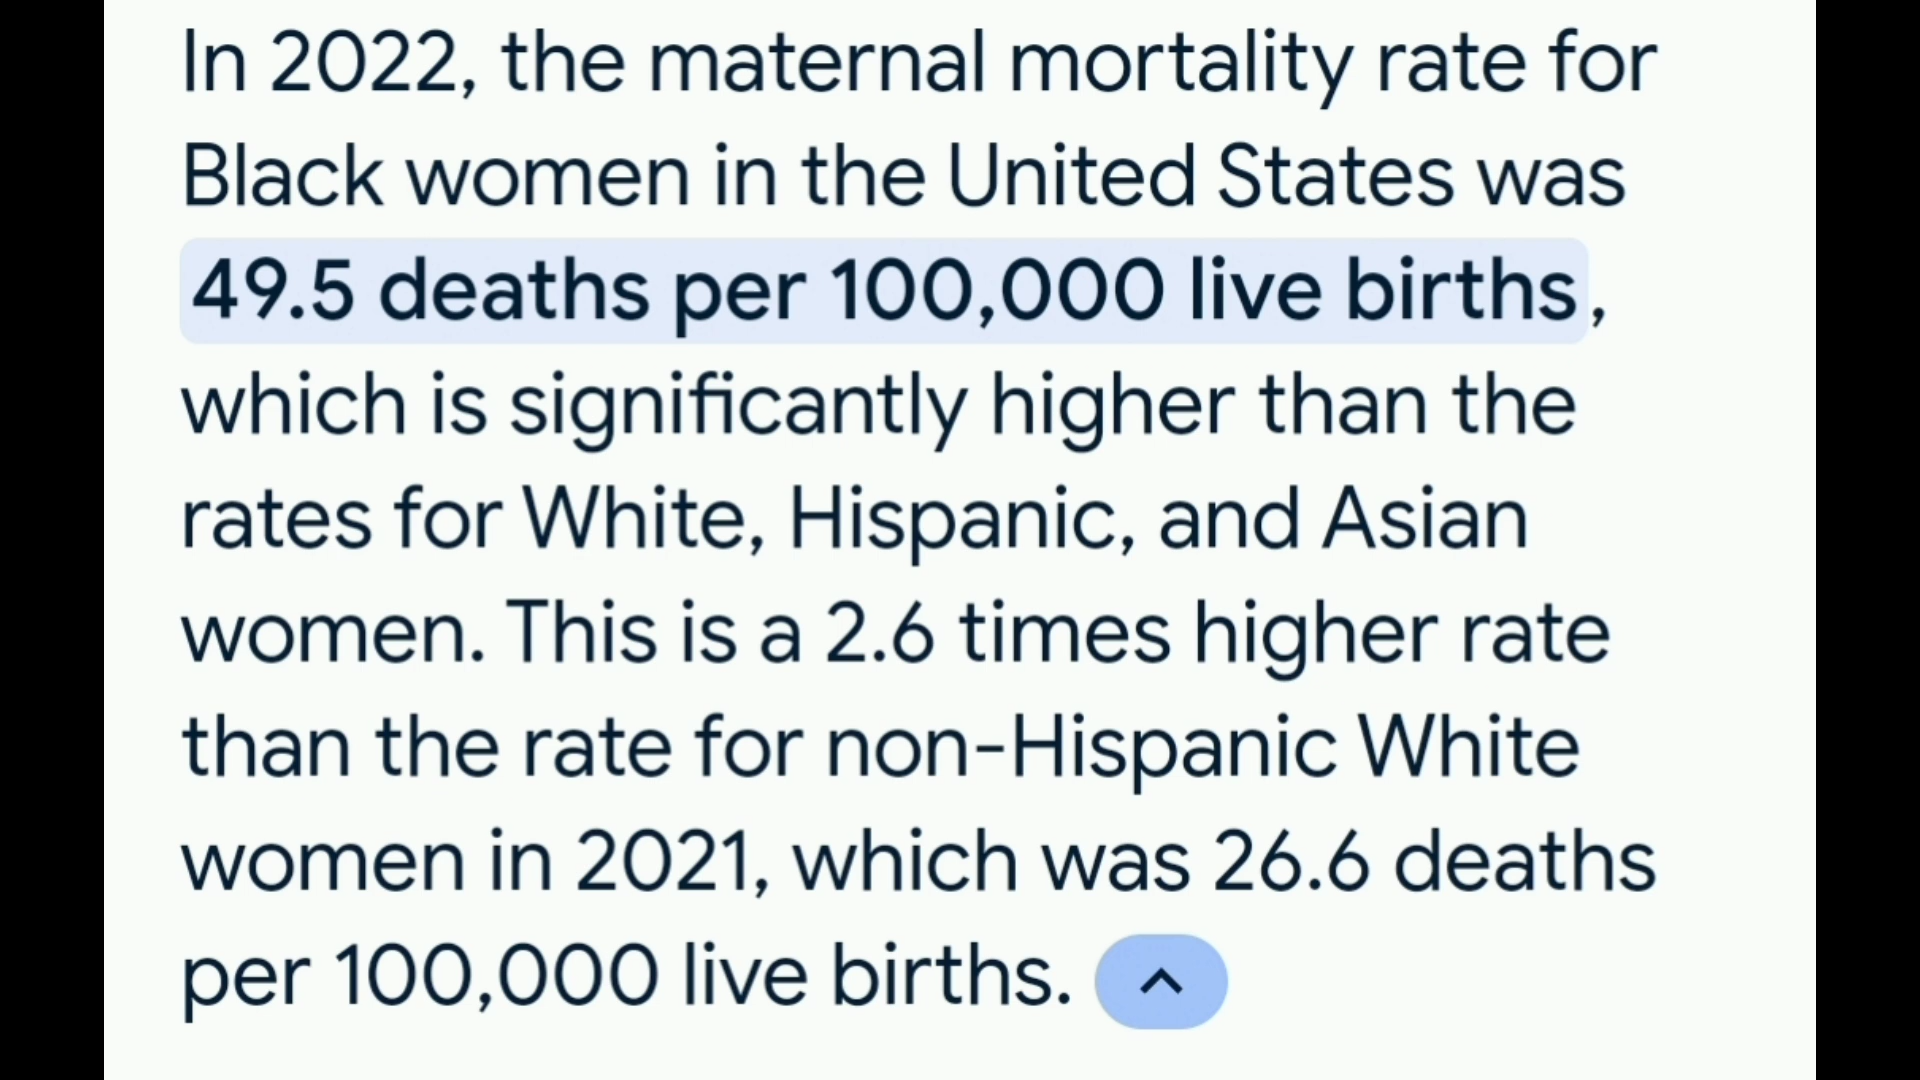 In 2022, the maternal mortality rate for
Black women in the United States was
49.5 deaths per 100,000 live births,
which is significantly higher than the
rates for White, Hispanic, and Asian
women. This is a 2.6 times higher rate
than the rate for non-Hispanic White
women in 2021, which was 26.6 deaths
per 100,000 live births.